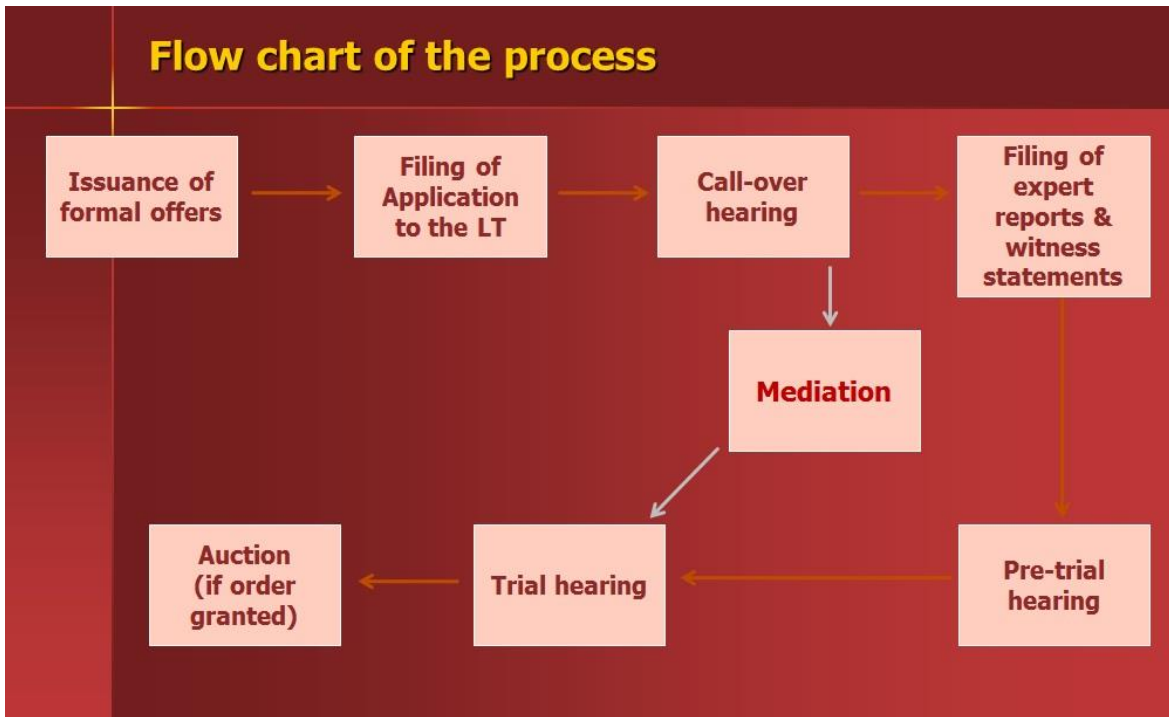 Flow chart of the process
Issuance of
formal offers
Filing of
Application
to the LT
Call-over
hearing
Filing of
expert
reports &
witness
statements
Mediation
Auction
(if order
granted)
Trial hearing
Pre-trial
hearing